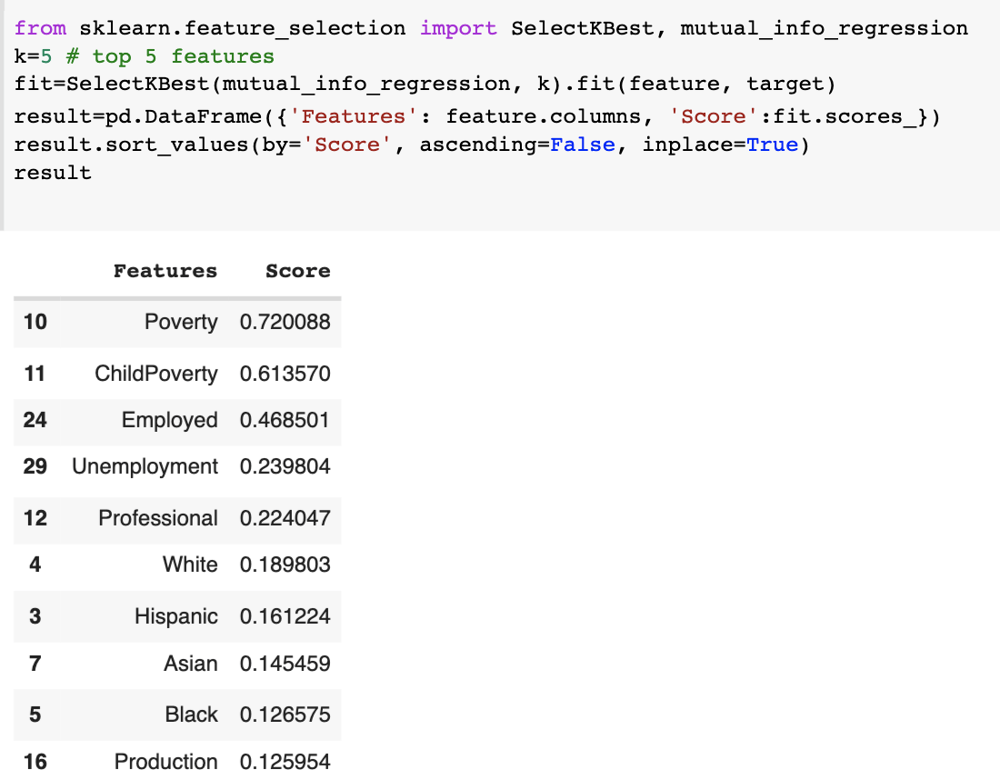 from sklearn.feature_selection import SelectKBest, mutual_info_regression
k=5 # top 5 features
fit=SelectKBest(mutual_info_regression, k).fit(feature, target)
result=pd.DataFrame({'Features': feature.columns, 'Score':fit.scores_})
result.sort_values(by='Score', ascending=False, inplace=True)
result
Features Score
10 Poverty 0.720088
11 ChildPoverty 0.613570
24 Employed 0.468501
29 Unemployment 0.239804
12 Professional 0.224047
4 White 0.189803
3 Hispanic 0.161224
7 Asian 0.145459
5 Black 0.126575
16 Production 0.125954